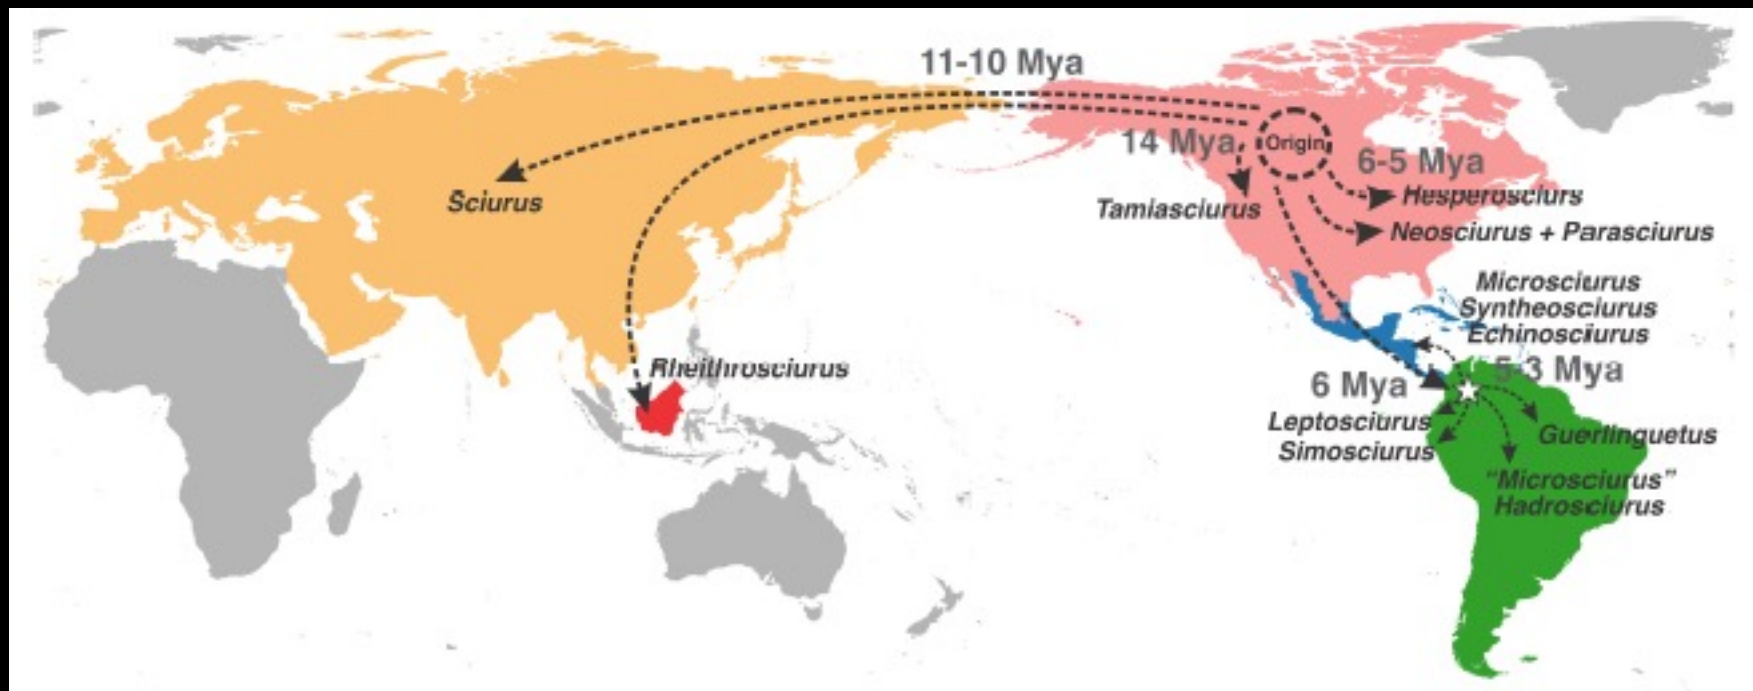 11-10 Mya
14 Mya
Origin
6-5 Mya
Hesperosciurs
Sciurus
Tamiasciurus
Neosciurus + Parasciurus
Microsciurus
Syntheosciurus
Echinosciurus
Rheithrosciurus
5-3 Mya
6 Mya
Leptosciurus
Simosciurus
Guerlinguetus
"Microsciurus"
Hadrosciurus